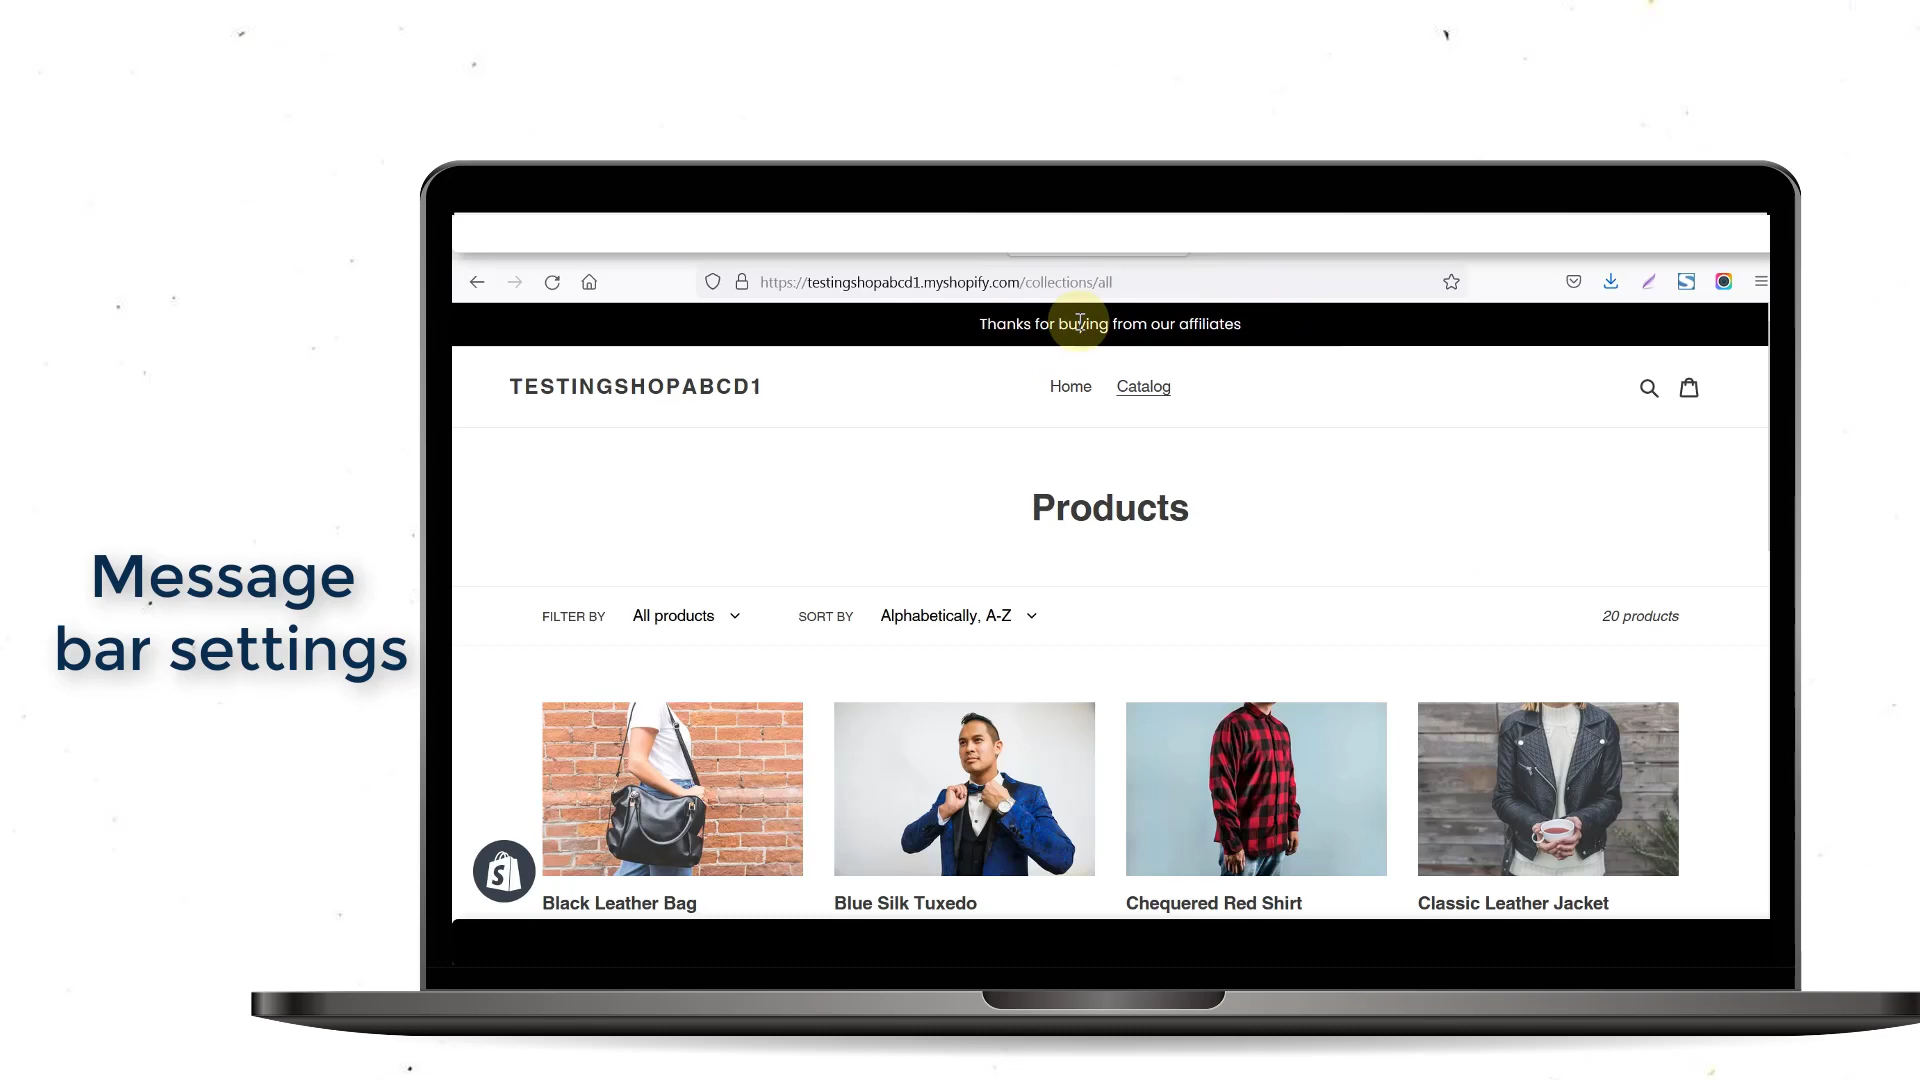 https://testingshopabcd1.myshopify.com/collections/all
Thanks for buying from our affiliates
TESTINGSHOPABCD1
Home
Catalog
Products
Message
bar settings
FILTER BY
All products
SORT BY
Alphabetically, A-Z
20 products
Black Leather Bag
Blue Silk Tuxedo
Chequered Red Shirt
Classic Leather Jacket